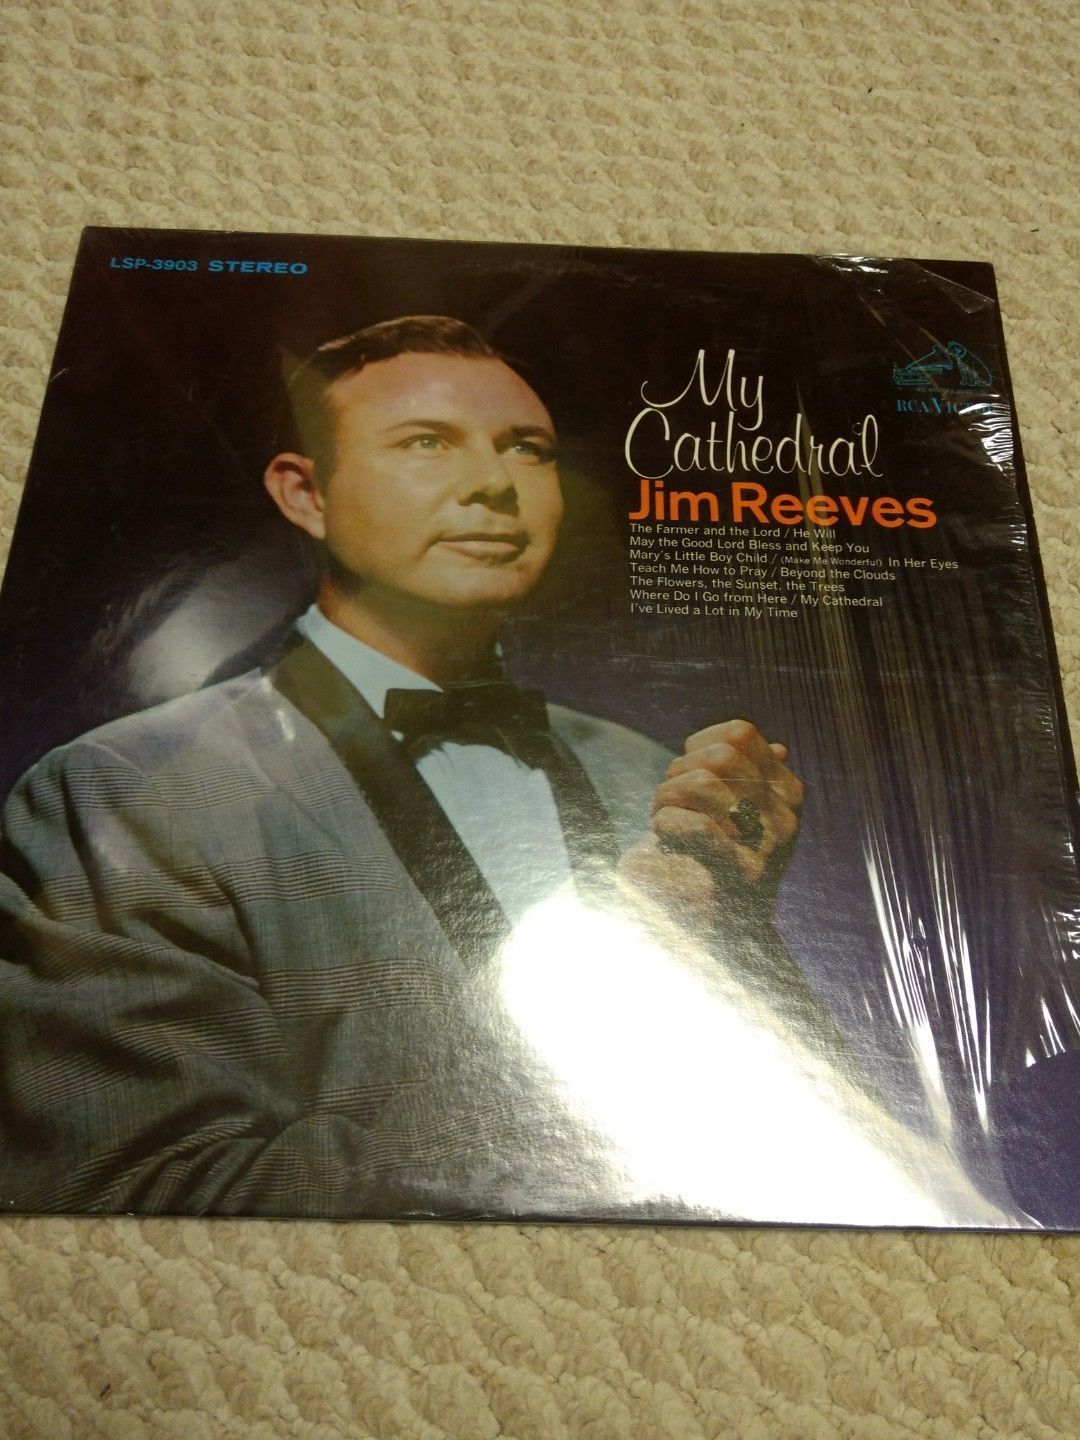 LSP-3903 STEREO
My
Cathedral
RCA VICTOR
Jim Reeves
The Farmer and the Lord / He Will
May the Good Lord Bless and Keep You
Mary's Little Boy Child / (Make Me Wonderful) In Her Eyes
Teach Me How to Pray / Beyond the Clouds
The Flowers, the Sunset, the Trees
Where Do I Go from Here / My Cathedral
I've Lived a Lot in My Time